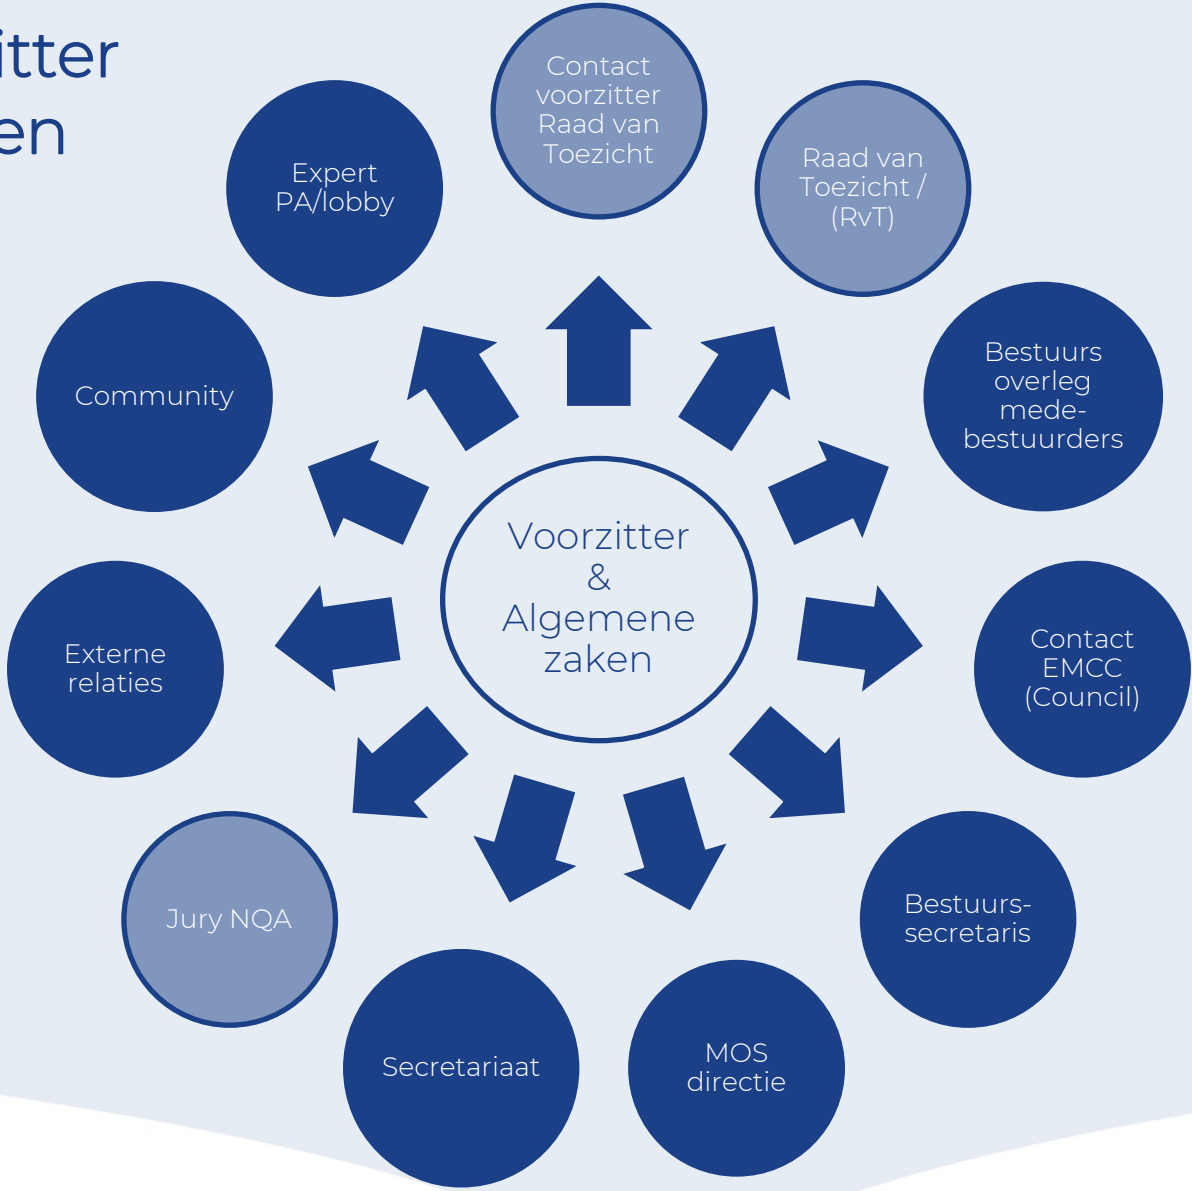 itter
en
Contact
voorzitter
Raad van
Toezicht
Raad van
Toezicht /
(RvT)
Bestuurs
overleg
mede-
bestuurders
Contact
EMCC
(Council)
Bestuurs-
secretaris
MOS
directie
Secretariaat
Jury NQA
Externe
relaties
Community
Expert
PA/lobby
Voorzitter
&
Algemene
zaken